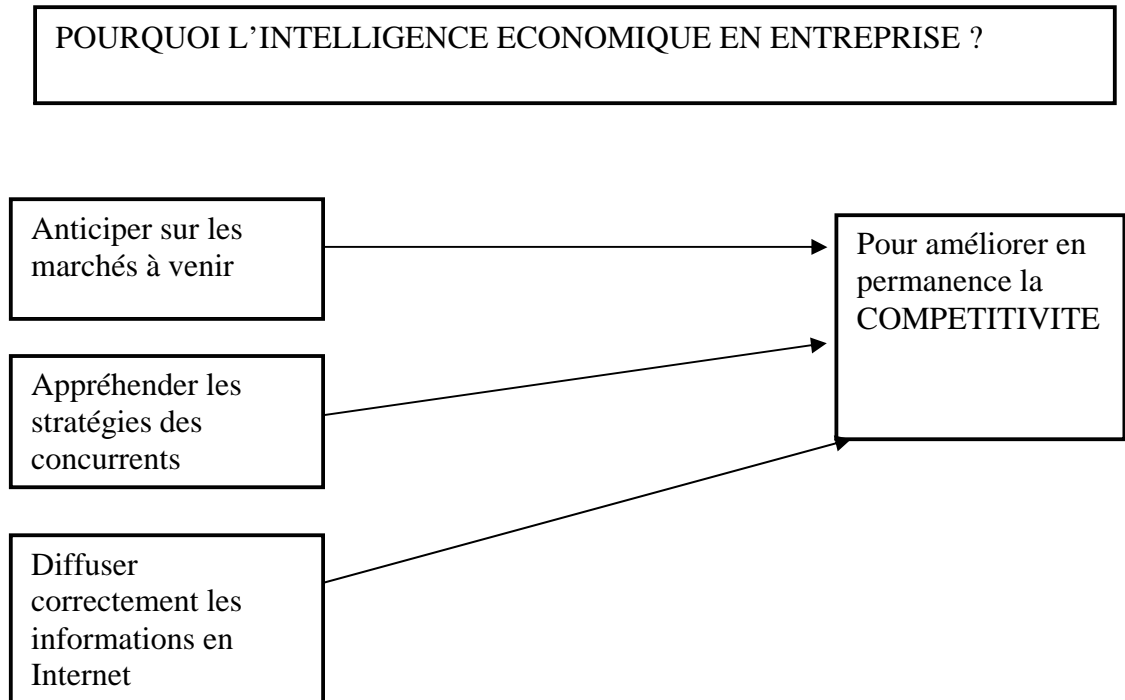 POURQUOI L’INTELLIGENCE ECONOMIQUE EN ENTREPRISE ?
Anticiper sur les
marchés à venir
Appréhender les
stratégies des
concurrents
Diffuser
correctement les
informations en
Internet
Pour améliorer en
permanence la
COMPETITIVITE